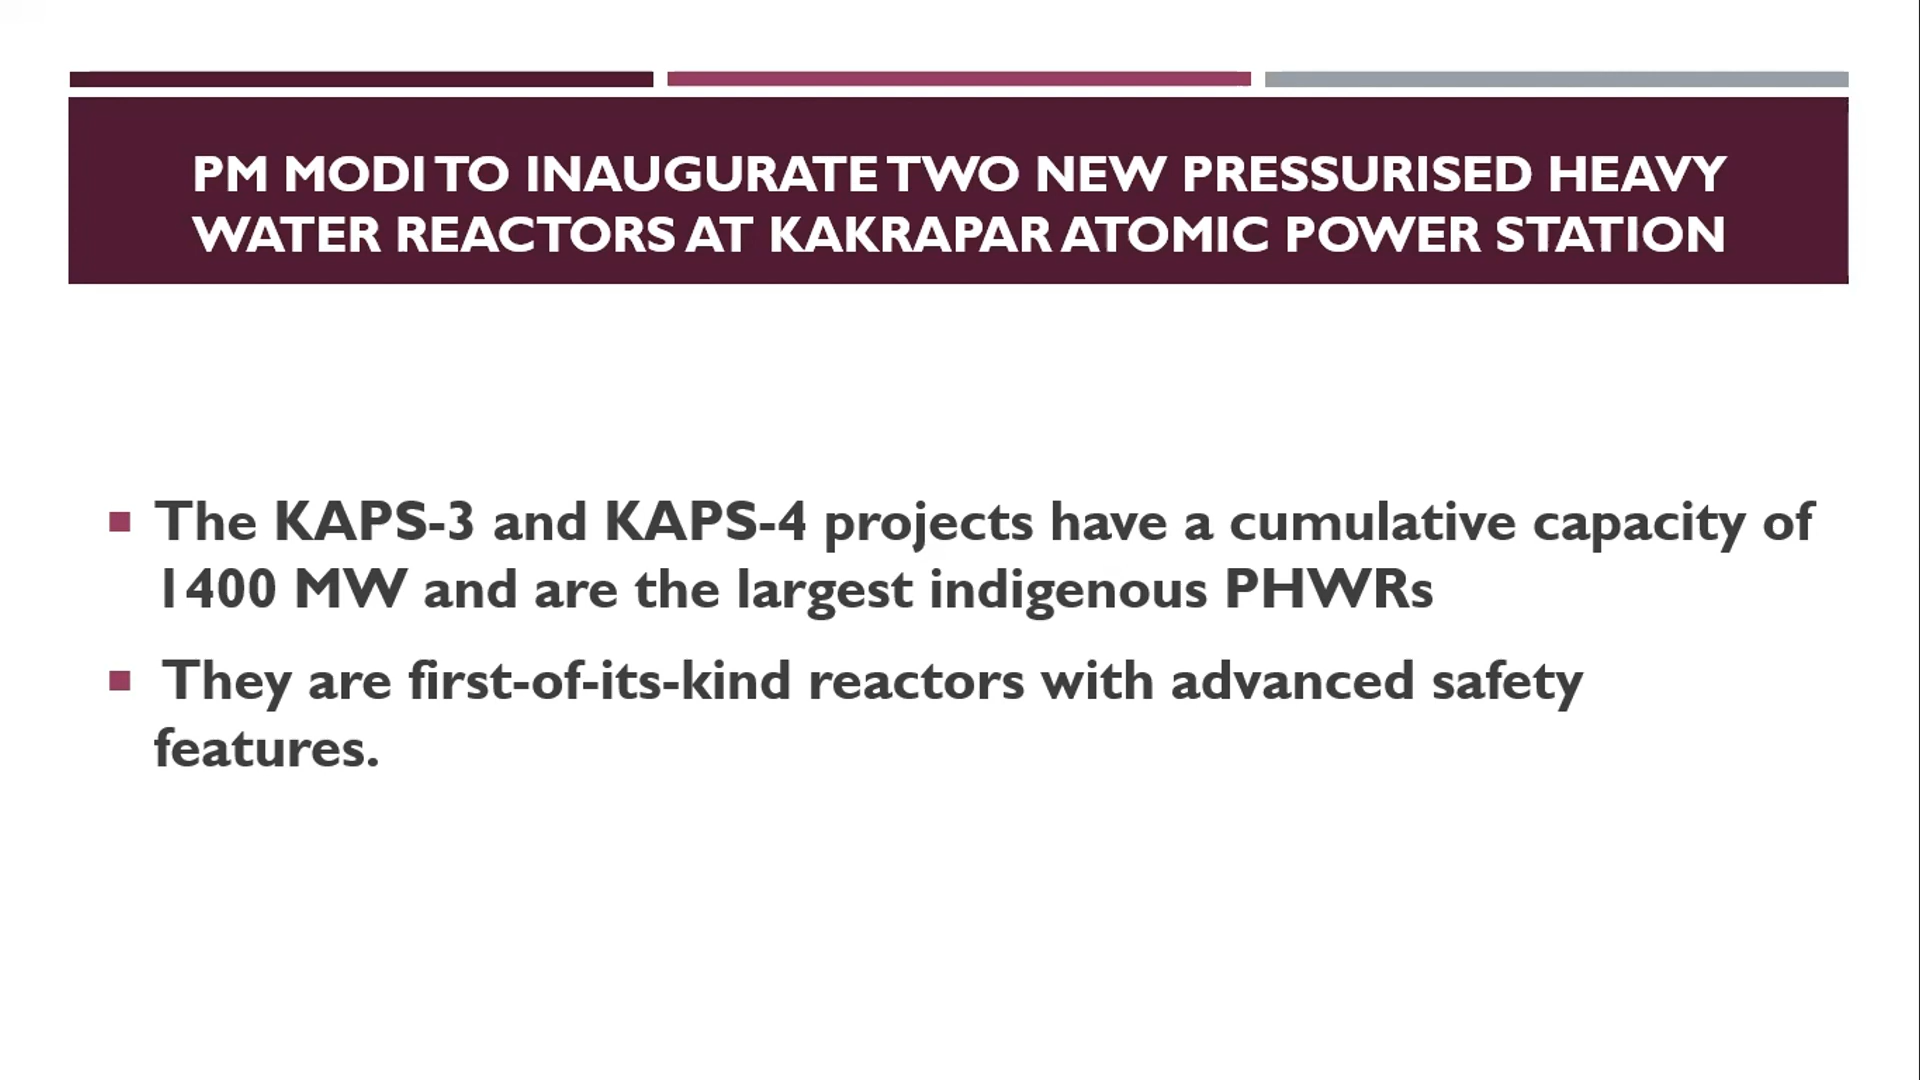 PM MODI TO INAUGURATE TWO NEW PRESSURISED HEAVY
WATER REACTORS AT KAKRAPAR ATOMIC POWER STATION
The KAPS-3 and KAPS-4 projects have a cumulative capacity of
1400 MW and are the largest indigenous PHWRs
They are first-of-its-kind reactors with advanced safety
features.